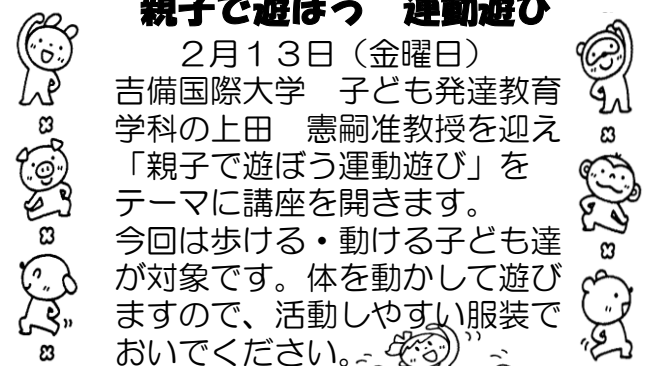 親子で遊ぼう　運動遊び
２月１３日（金曜日）
吉備国際大学　子ども発達教育
学科の上田　憲嗣准教授を迎え
「親子で遊ぼう運動遊び」を
テーマに講座を開きます。
今回は歩ける・動ける子ども達
が対象です。体を動かして遊び
ますので、活動しやすい服装で
おいでください。